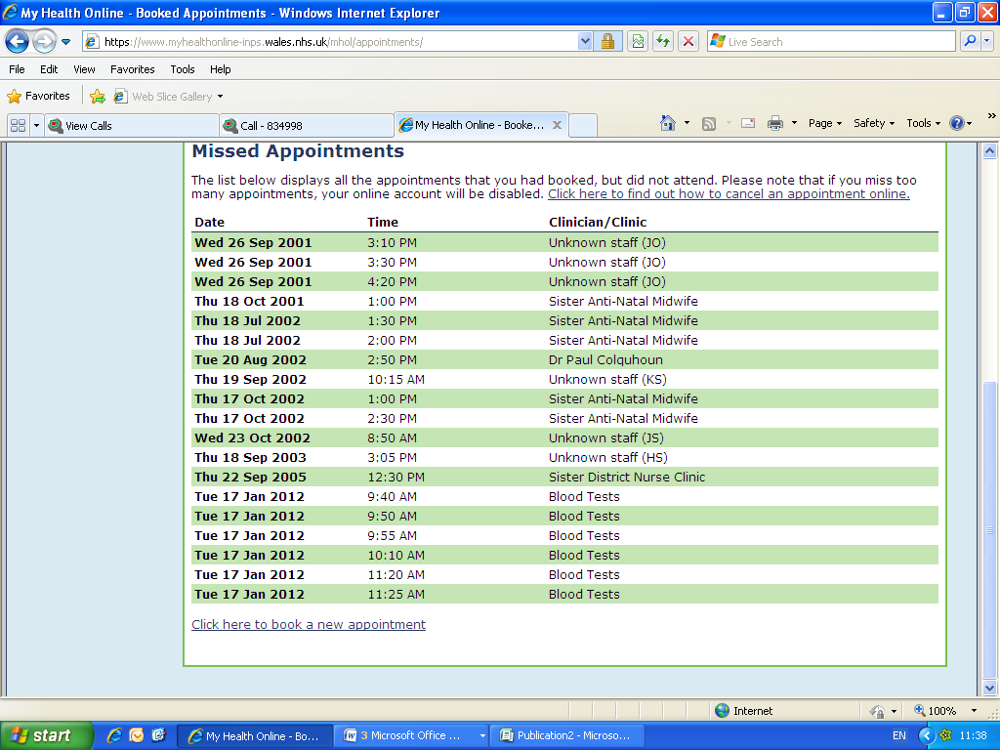 My Health Online - Booked Appointments - Windows Internet Explorer
https://www.myhealthonline-inps.wales.nhs.uk/mhol/appointments/
Live Search
File Edit View Favorites Tools Help
Favorites Web Slice Gallery
View Calls Call - 834998 My Health Online - Booke... Page Safety Tools »
Missed Appointments
The list below displays all the appointments that you had booked, but did not attend. Please note that if you miss too
many appointments, your online account will be disabled. Click here to find out how to cancel an appointment online.
Date Time Clinician/Clinic
Wed 26 Sep 2001 3:10 PM Unknown staff (JO)
Wed 26 Sep 2001 3:30 PM Unknown staff (JO)
Wed 26 Sep 2001 4:20 PM Unknown staff (JO)
Thu 18 Oct 2001 1:00 PM Sister Anti-Natal Midwife
Thu 18 Jul 2002 1:30 PM Sister Anti-Natal Midwife
Thu 18 Jul 2002 2:00 PM Sister Anti-Natal Midwife
Tue 20 Aug 2002 2:50 PM Dr Paul Colquhoun
Thu 19 Sep 2002 10:15 AM Unknown staff (KS)
Thu 17 Oct 2002 1:00 PM Sister Anti-Natal Midwife
Thu 17 Oct 2002 2:30 PM Sister Anti-Natal Midwife
Wed 23 Oct 2002 8:50 AM Unknown staff (JS)
Thu 18 Sep 2003 3:05 PM Unknown staff (HS)
Thu 22 Sep 2005 12:30 PM Sister District Nurse Clinic
Tue 17 Jan 2012 9:40 AM Blood Tests
Tue 17 Jan 2012 9:50 AM Blood Tests
Tue 17 Jan 2012 9:55 AM Blood Tests
Tue 17 Jan 2012 10:10 AM Blood Tests
Tue 17 Jan 2012 11:20 AM Blood Tests
Tue 17 Jan 2012 11:25 AM Blood Tests
Click here to book a new appointment
Internet 100%
start My Health Online - Bo... 3 Microsoft Office ... Publication2 - Microso... EN 11:38